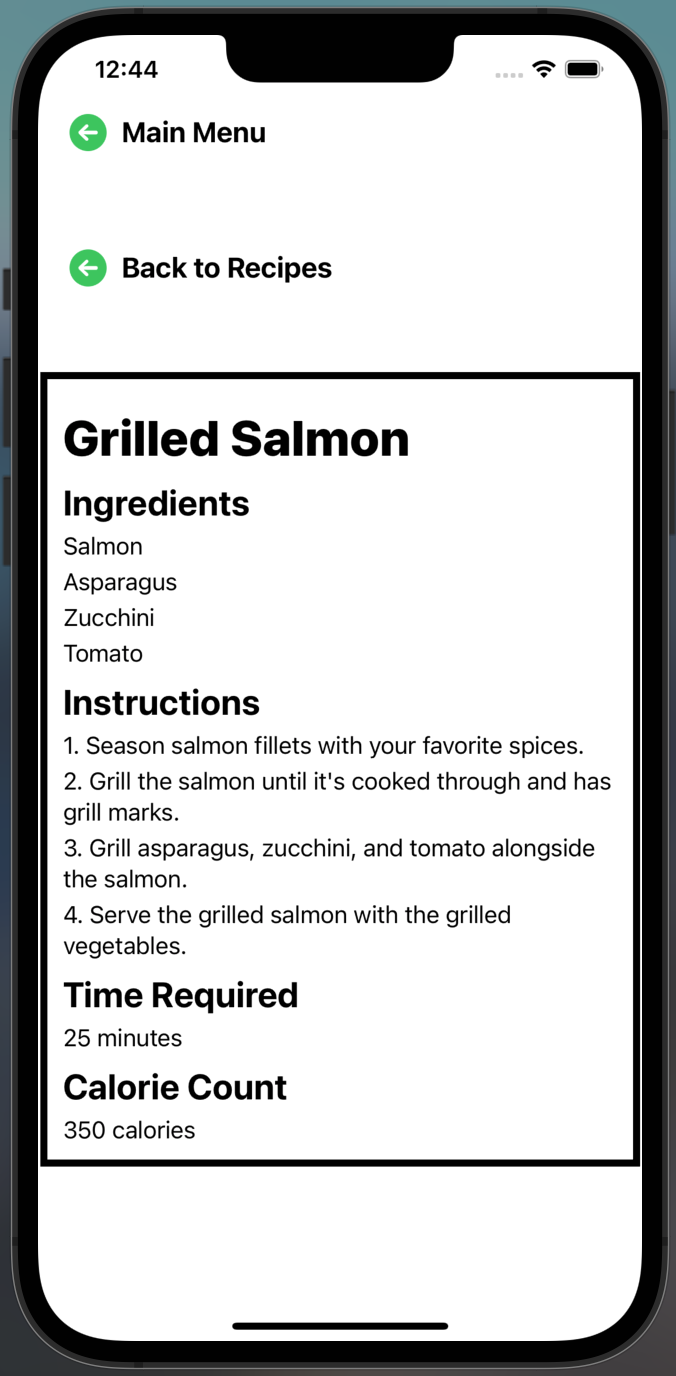 12:44
Main Menu
Back to Recipes
Grilled Salmon
Ingredients
Salmon
Asparagus
Zucchini
Tomato
Instructions
1. Season salmon fillets with your favorite spices.
2. Grill the salmon until it's cooked through and has
grill marks.
3. Grill asparagus, zucchini, and tomato alongside
the salmon.
4. Serve the grilled salmon with the grilled
vegetables.
Time Required
25 minutes
Calorie Count
350 calories